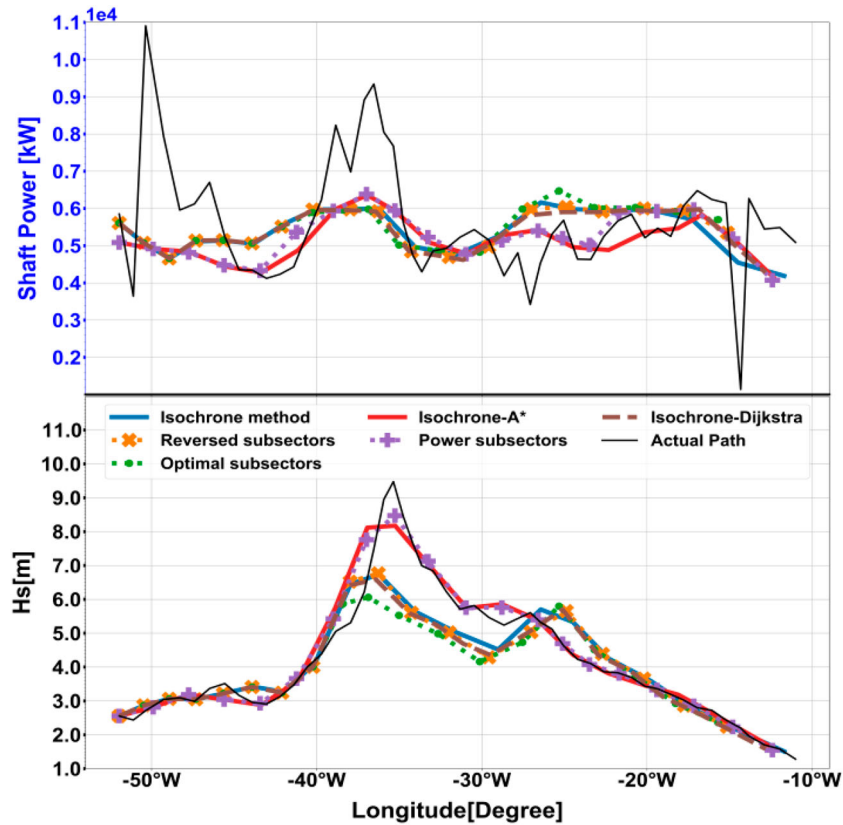 1.1 1e4
1.0
0.9
0.8
0.7
0.6
0.5
0.4
0.3
0.2
Shaft Power [kW]
Isochrone method Isochrone-A* Isochrone-Dijkstra
Reversed subsectors Power subsectors Actual Path
Optimal subsectors
11.0
10.0
9.0
8.0
7.0
6.0
5.0
4.0
3.0
2.0
1.0
Hs[m]
-50°W -40°W -30°W -20°W -10°W
Longitude[Degree]